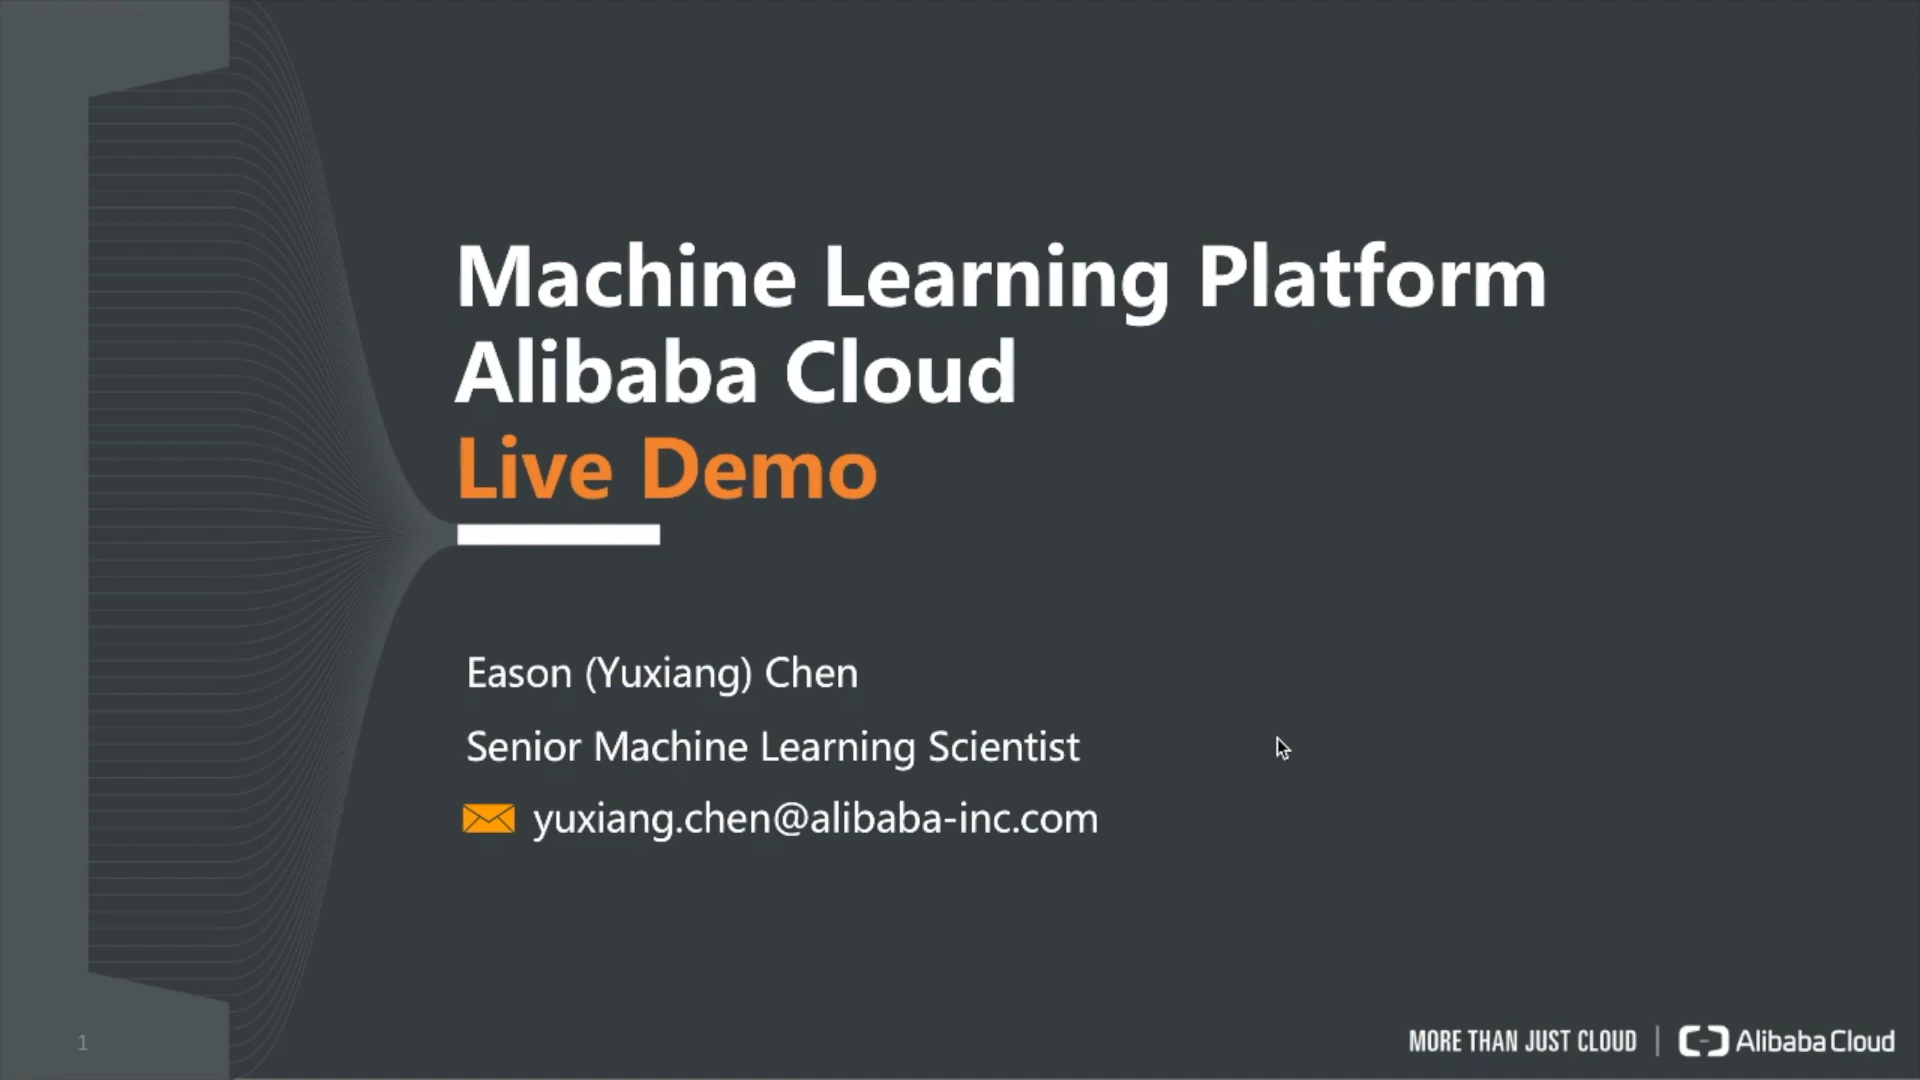 Machine Learning Platform
Alibaba Cloud
Live Demo
Eason (Yuxiang) Chen
Senior Machine Learning Scientist
yuxiang.chen@alibaba-inc.com
1
MORE THAN JUST CLOUD | Alibaba Cloud